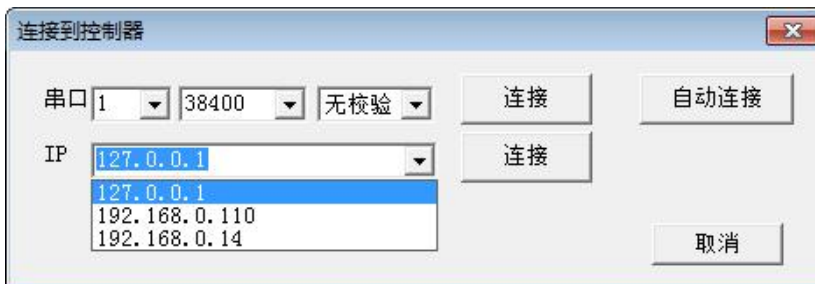 连接到控制器
串口 1 38400 无校验 连接 自动连接
IP 127.0.0.1 连接
127.0.0.1
192.168.0.110
192.168.0.14
取消